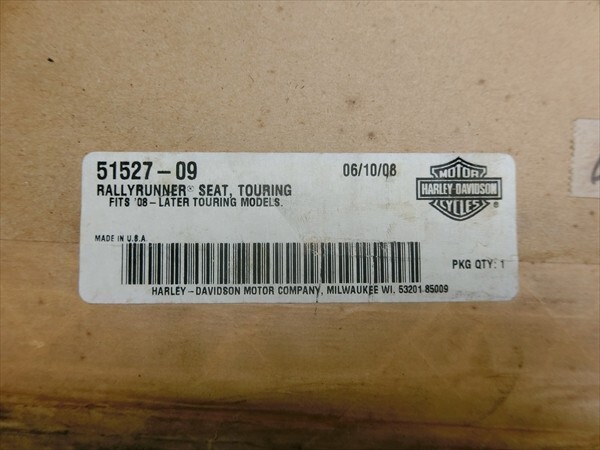 51527-09
06/10/08
RALLYRUNNER® SEAT, TOURING
FITS '08-LATER TOURING MODELS.
MOTOR
HARLEY-DAVIDSON
CYCLES
®
MADE IN U.S.A.
PKG QTY: 1
HARLEY-DAVIDSON MOTOR COMPANY, MILWAUKEE WI. 53201 85009